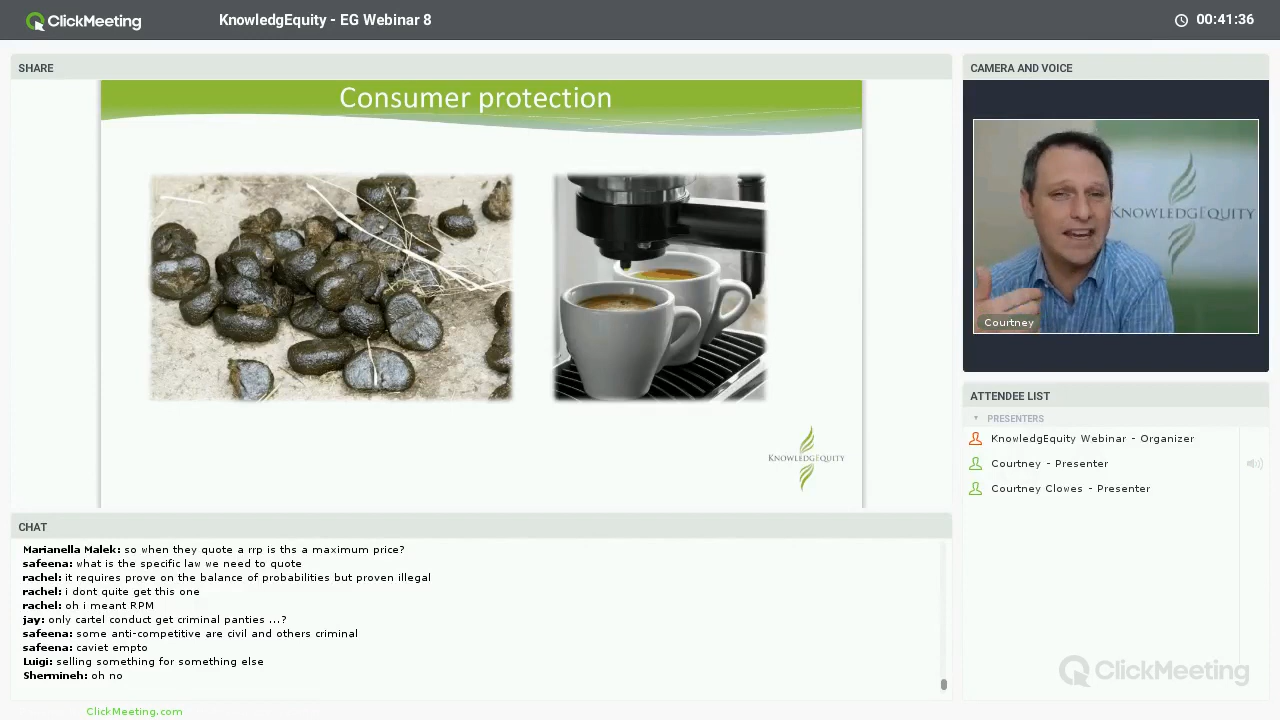 ClickMeeting
KnowledgEquity - EG Webinar 8
00:41:36
SHARE
Consumer protection
KNOWLEDGEQUITY
CAMERA AND VOICE
KNOWLEDGEQUITY
Courtney
ATTENDEE LIST
PRESENTERS
KnowledgEquity Webinar - Organizer
Courtney - Presenter
Courtney Clowes - Presenter
ClickMeeting
CHAT
Marianella Malek: so when they quote a rrp is ths a maximum price?
safeena: what is the specific law we need to quote
rachel: it requires prove on the balance of probabilities but proven illegal
rachel: i dont quite get this one
rachel: oh i meant RPM
jay: only cartel conduct get criminal panties ...?
safeena: some anti-competitive are civil and others criminal
safeena: caviet empto
Luigi: selling something for something else
Shermineh: oh no
ClickMeeting.com